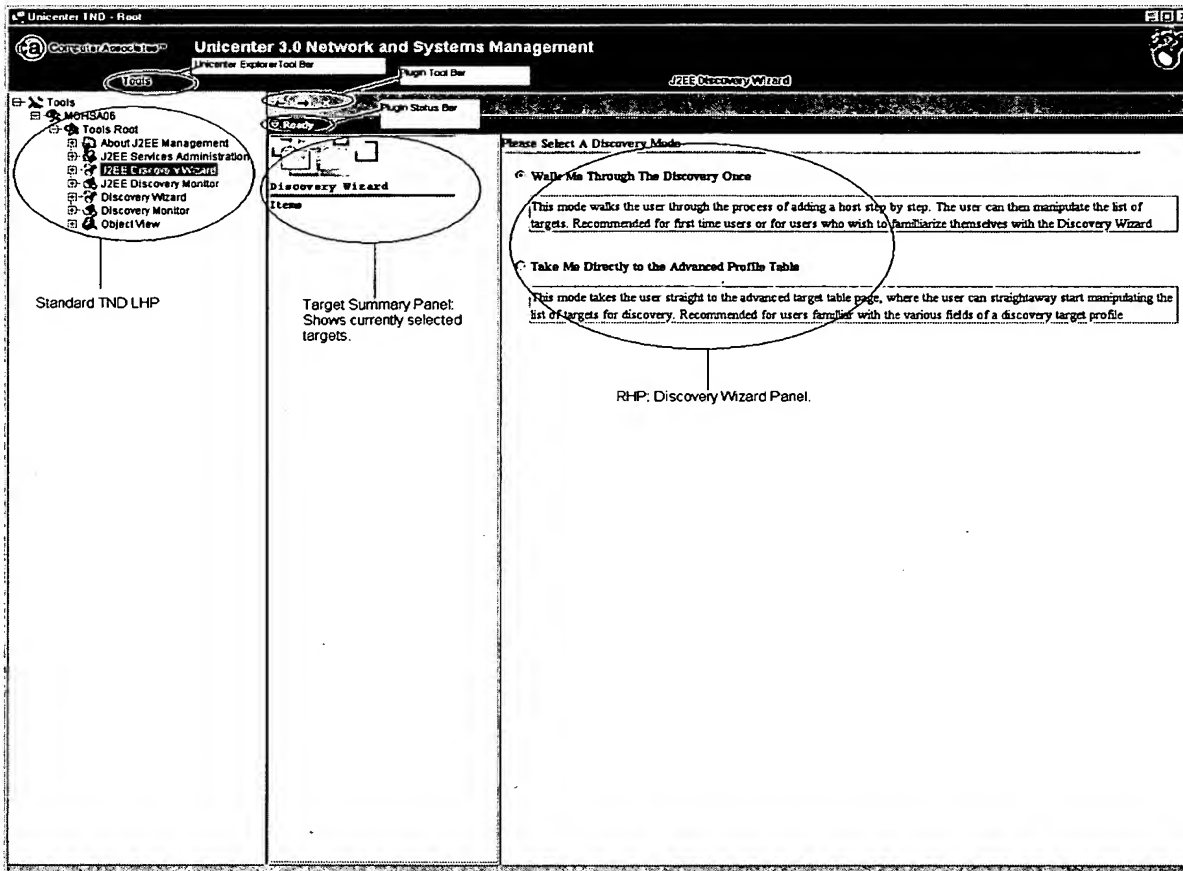 Unicenter TND - Root
ca Computer Associates™ Unicenter 3.0 Network and Systems Management
Unicenter Explorer Tool Bar
Plugin Tool Bar
Tools
J2EE Discovery Wizard
Tools
MOHSA06
Tools Root
About J2EE Management
J2EE Services Administration
J2EE Discovery Wizard
J2EE Discovery Monitor
Discovery Wizard
Discovery Monitor
Object View
Standard TND LHP
Plugin Status Bar
Ready
Discovery Wizard
Items
Target Summary Panel:
Shows currently selected
targets.
Please Select A Discovery Mode
Walk Me Through The Discovery Once
This mode walks the user through the process of adding a host step by step. The user can then manipulate the list of
targets. Recommended for first time users or for users who wish to familiarize themselves with the Discovery Wizard
Take Me Directly to the Advanced Profile Table
This mode takes the user straight to the advanced target table page, where the user can straightaway start manipulating the
list of targets for discovery. Recommended for users familiar with the various fields of a discovery target profile
RHP: Discovery Wizard Panel.